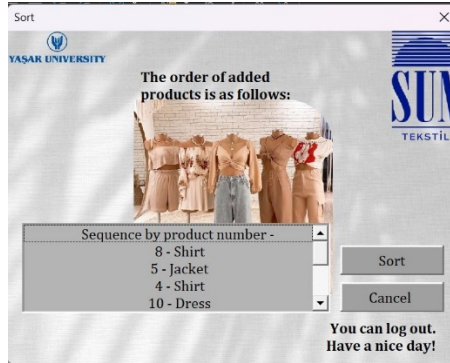 Sort
YAŞAR UNIVERSITY
The order of added
products is as follows:
SUN
TEKSTİL
Sequence by product number -
8 - Shirt
5 - Jacket
4 - Shirt
10 - Dress
Sort
Cancel
You can log out.
Have a nice day!